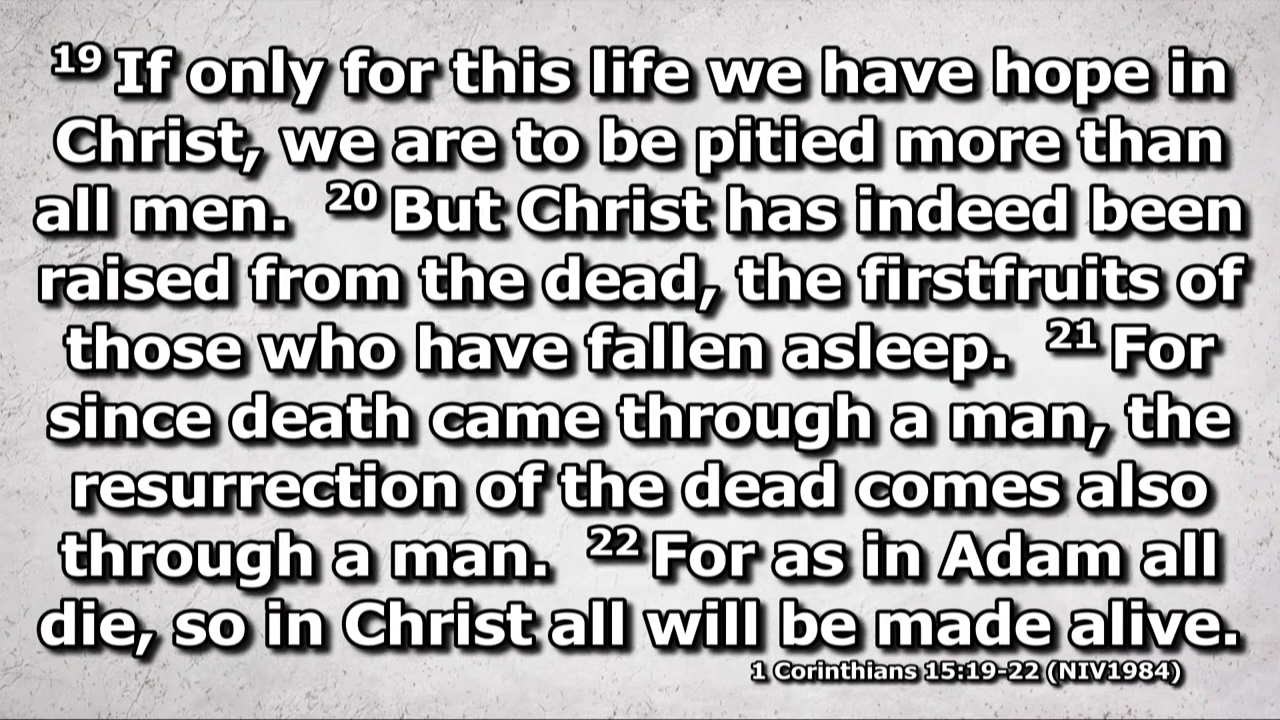 19 If only for this life we have hope in
Christ, we are to be pitied more than
all men. 20 But Christ has indeed been
raised from the dead, the firstfruits of
those who have fallen asleep. 21 For
since death came through a man, the
resurrection of the dead comes also
through a man. 22 For as in Adam all
die, so in Christ all will be made alive.
1 Corinthians 15:19-22 (NIV1984)